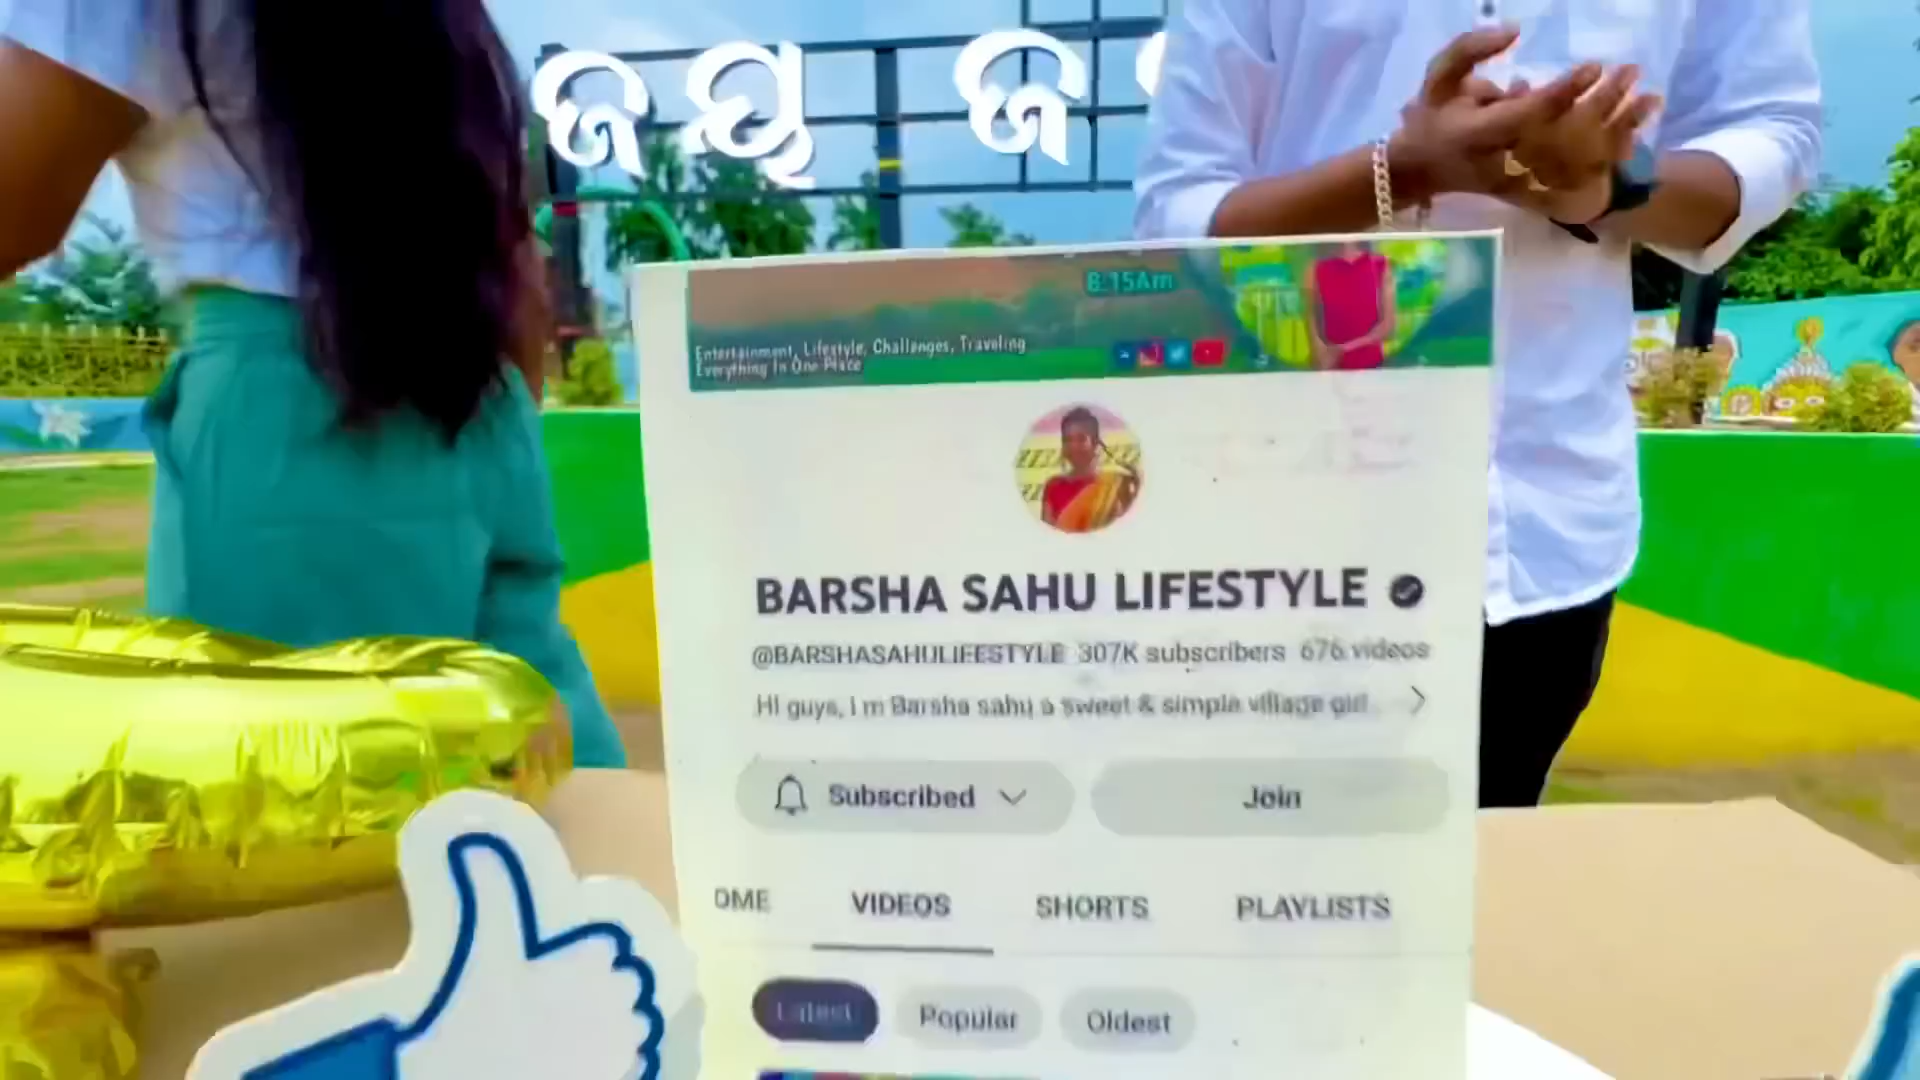 ଜୟ ଜ
8:15Am
Entertainment, Lifestyle, Challenges, Traveling
Everything In One Place
BARSHA SAHU LIFESTYLE
@BARSHASAHULIFESTYLE 307K subscribers 676 videos
Hi guys, I m Barsha sahu a sweet & simple village girl
Subscribed
Join
OME VIDEOS SHORTS PLAYLISTS
Latest Popular Oldest